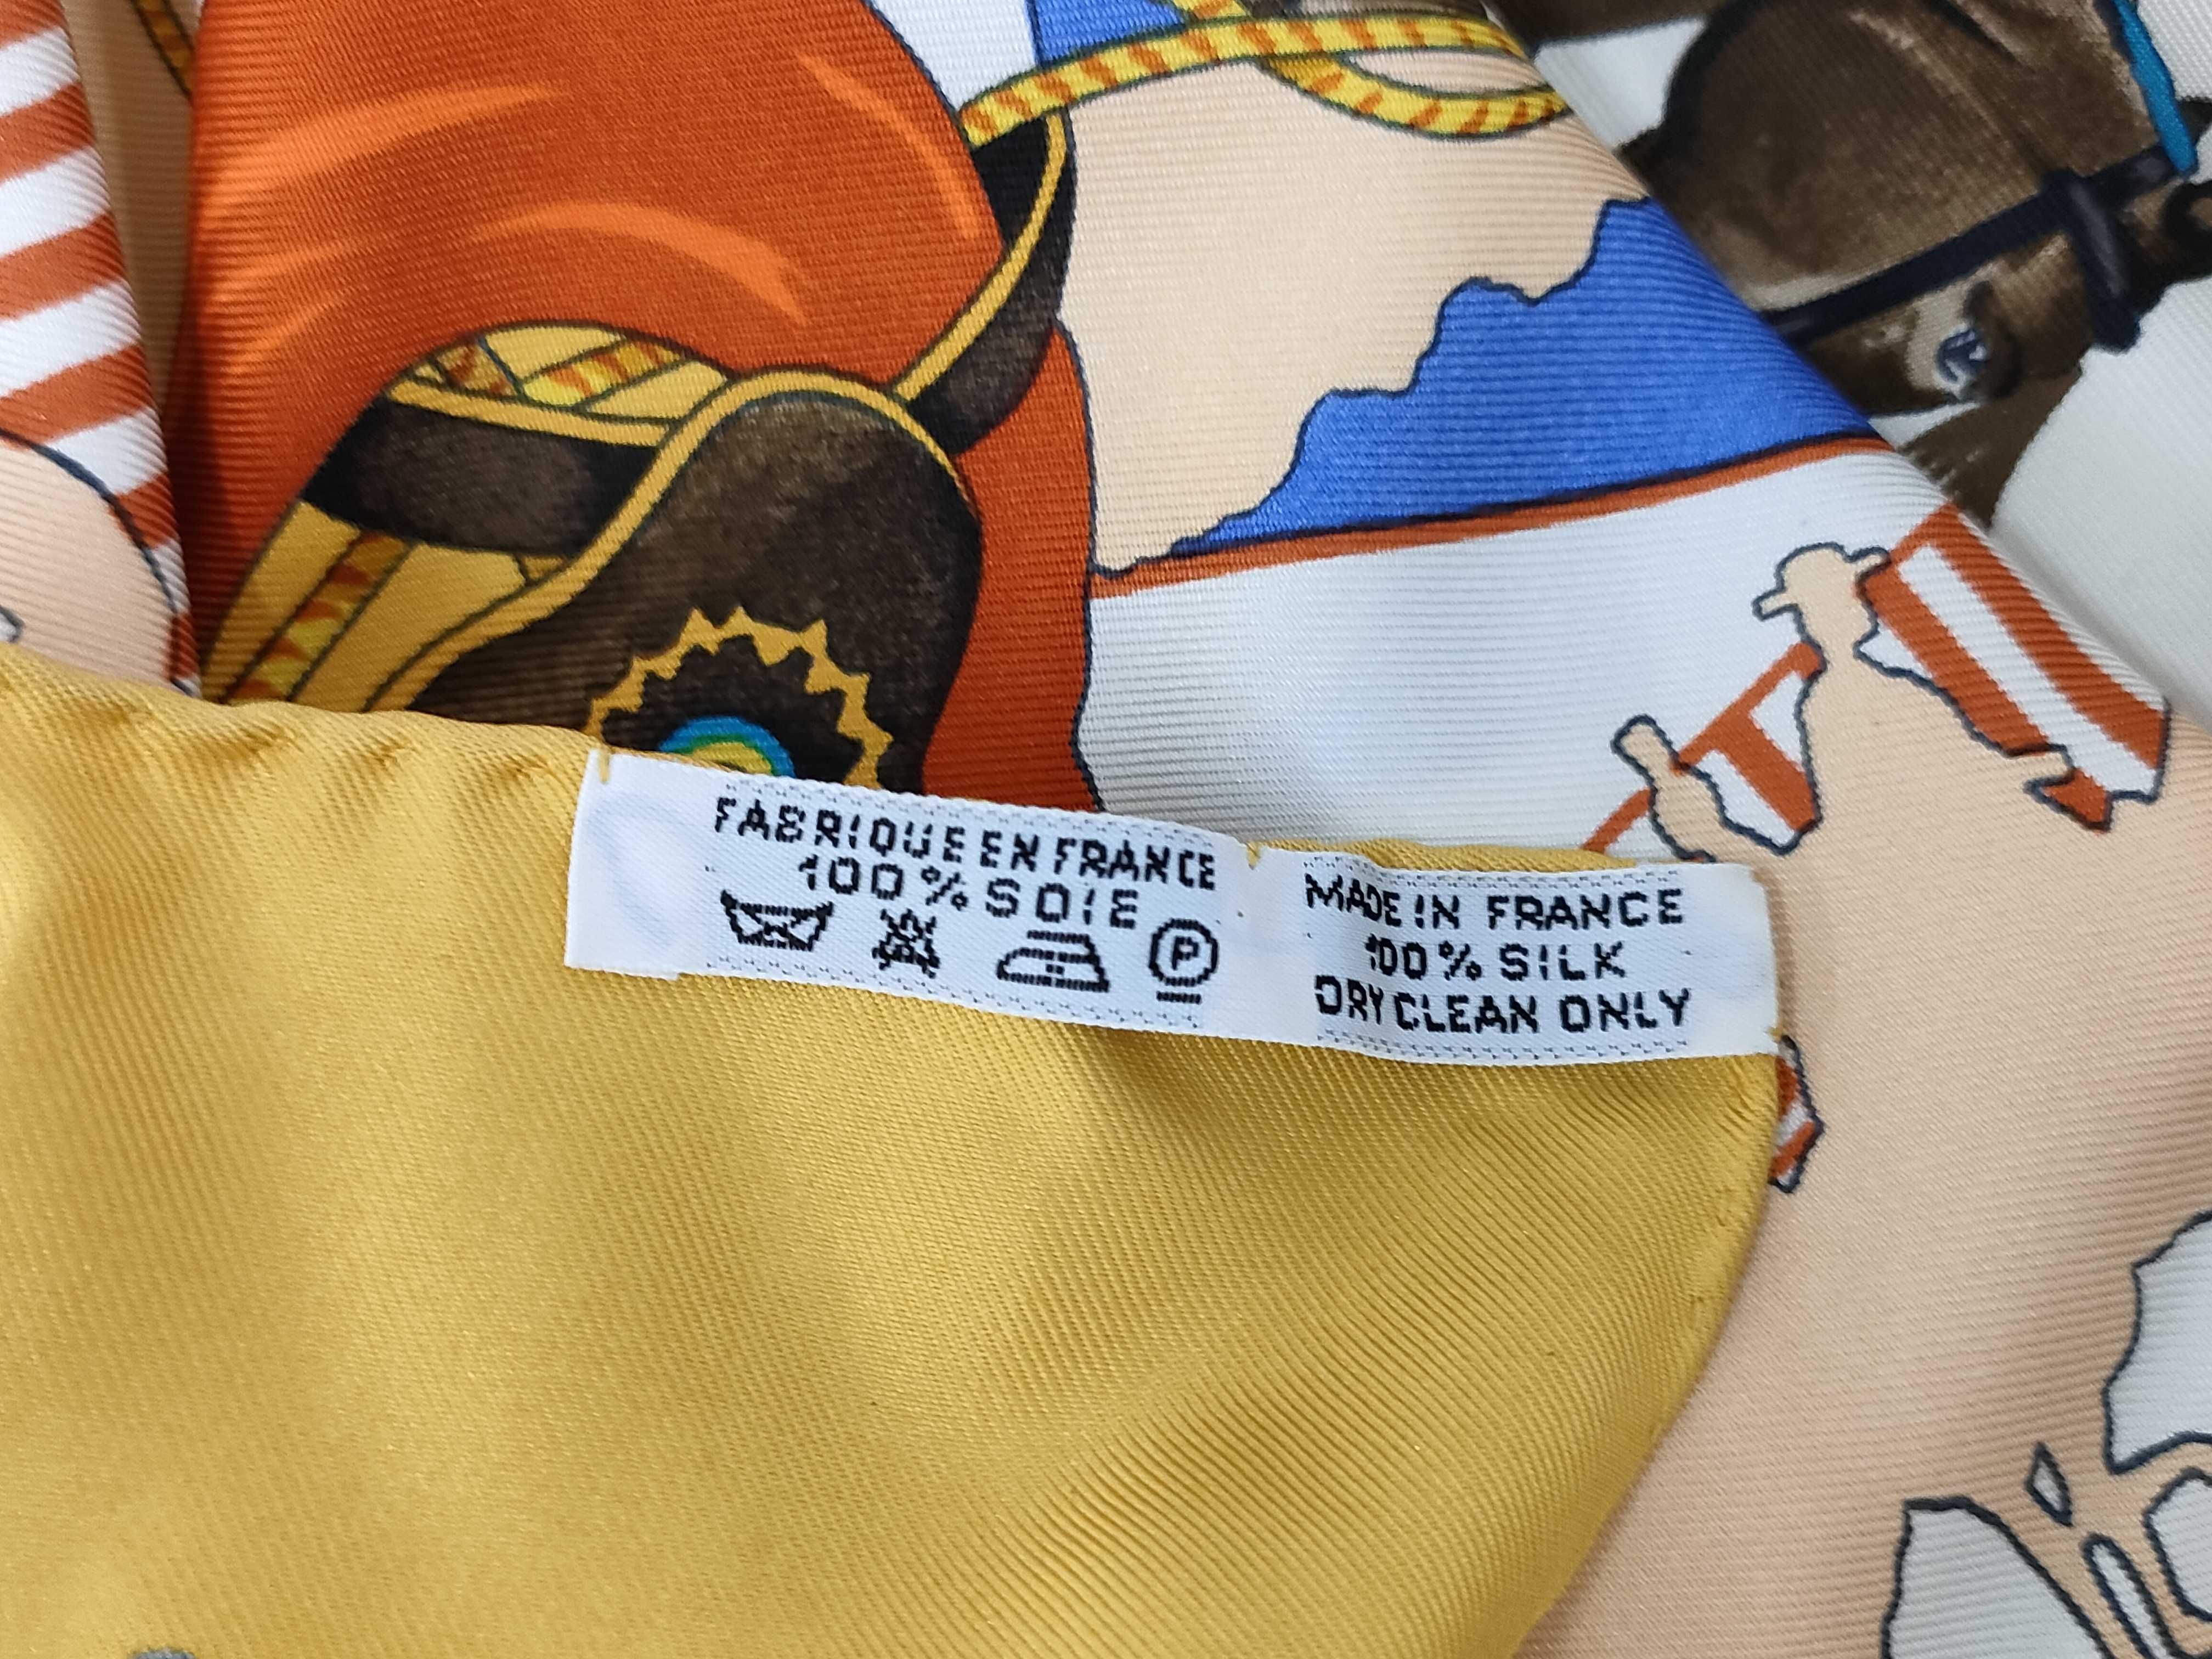 FABRIQUE EN FRANCE
100% SOIE
P
MADE IN FRANCE
100% SILK
DRY CLEAN ONLY